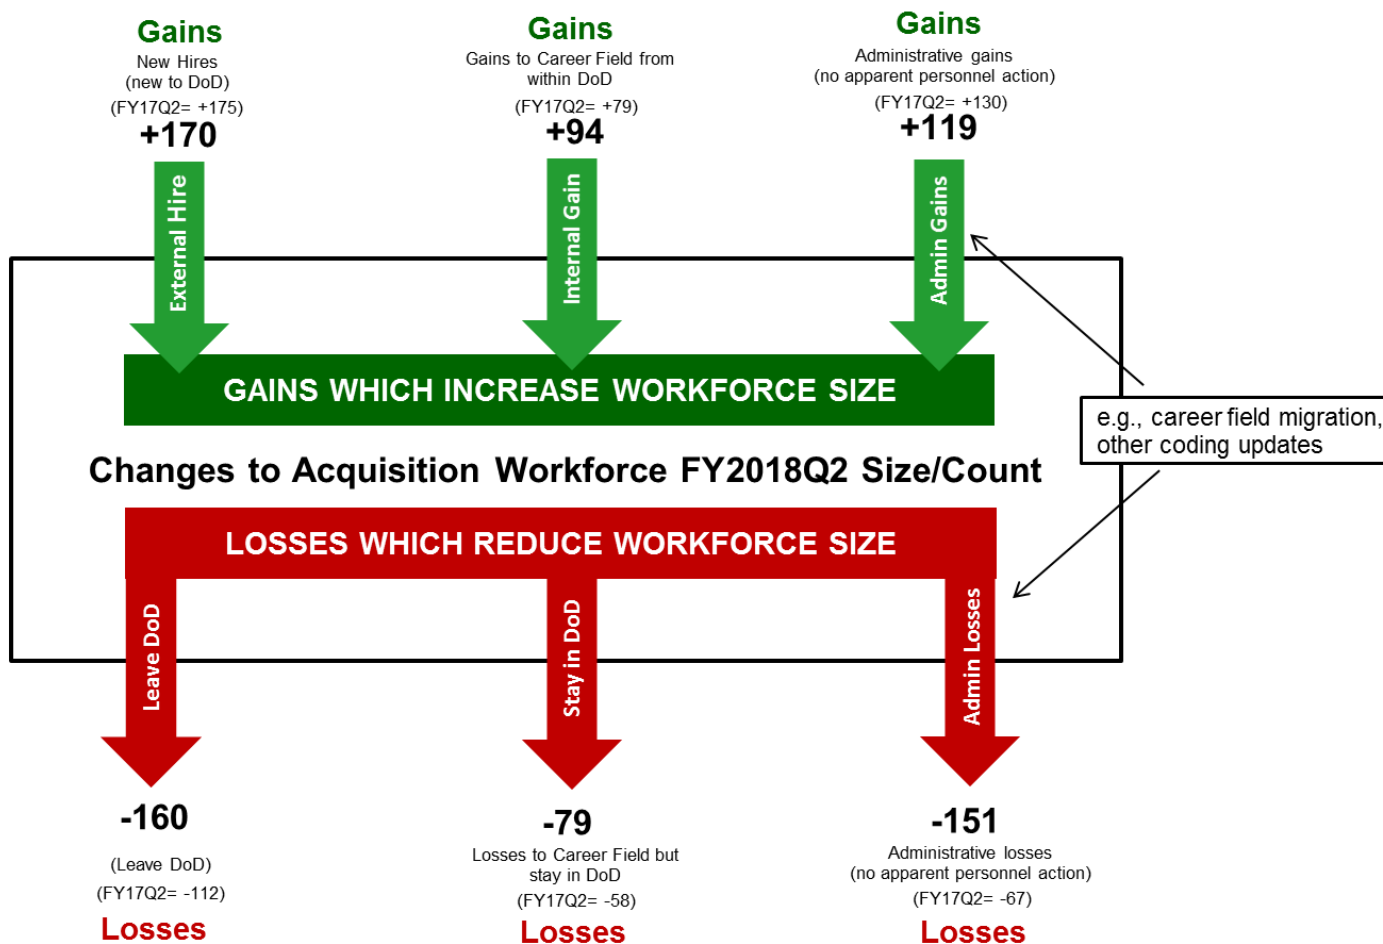 Gains
New Hires
(new to DoD)
(FY17Q2= +175)
+170
Gains
Gains to Career Field from
within DoD
(FY17Q2= +79)
+94
Gains
Administrative gains
(no apparent personnel action)
(FY17Q2= +130)
+119
External Hire
Internal Gain
Admin Gains
GAINS WHICH INCREASE WORKFORCE SIZE
e.g., career field migration,
other coding updates
Changes to Acquisition Workforce FY2018Q2 Size/Count
LOSSES WHICH REDUCE WORKFORCE SIZE
Leave DoD
Stay in DoD
Admin Losses
-160
(Leave DoD)
(FY17Q2= -112)
Losses
-79
Losses to Career Field but
stay in DoD
(FY17Q2= -58)
Losses
-151
Administrative losses
(no apparent personnel action)
(FY17Q2= -67)
Losses